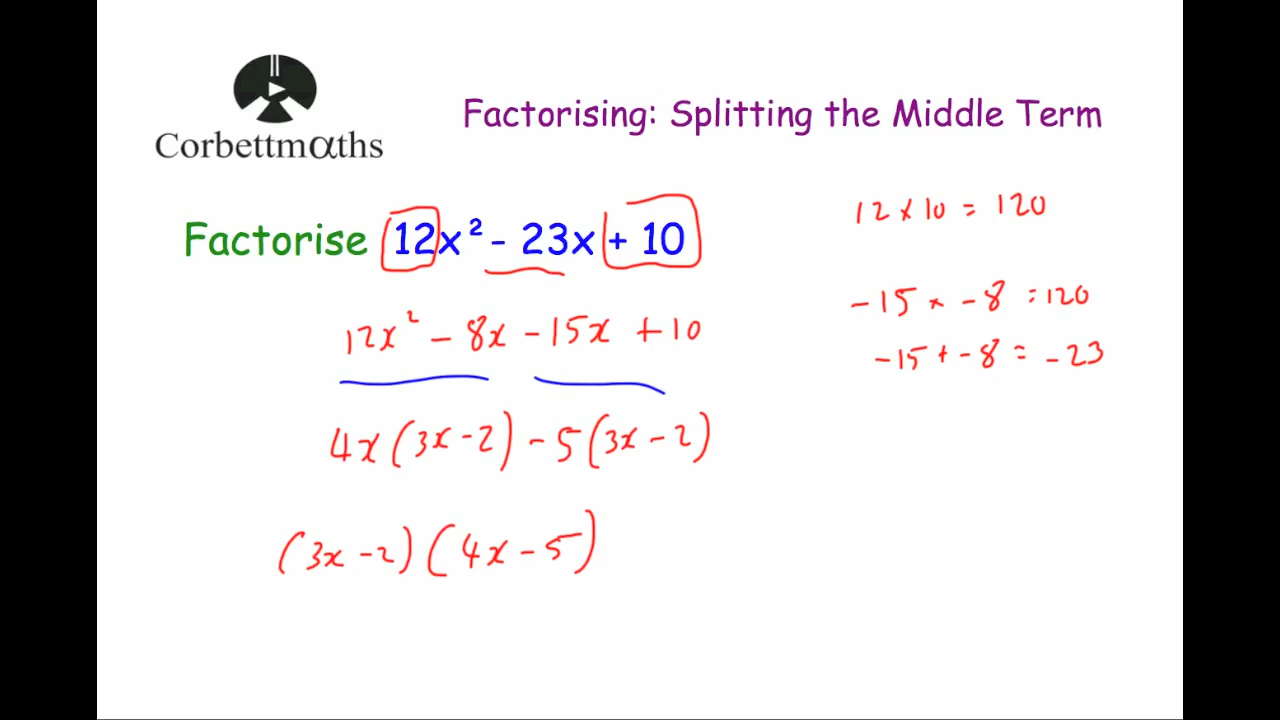 Corbettmαths
Factorising: Splitting the Middle Term
Factorise 12x² - 23x + 10
12 × 10 = 120
-15 × -8 = 120
-15 + -8 = -23
12x² - 8x - 15x + 10
4x(3x - 2) - 5(3x - 2)
(3x - 2)(4x - 5)